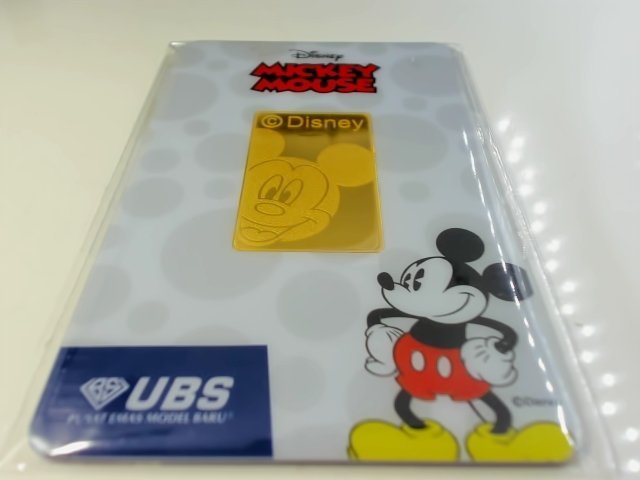 Disney
MICKEY
MOUSE
©Disney
UBS
PUSAT EMAS MODEL BARU
©Disney